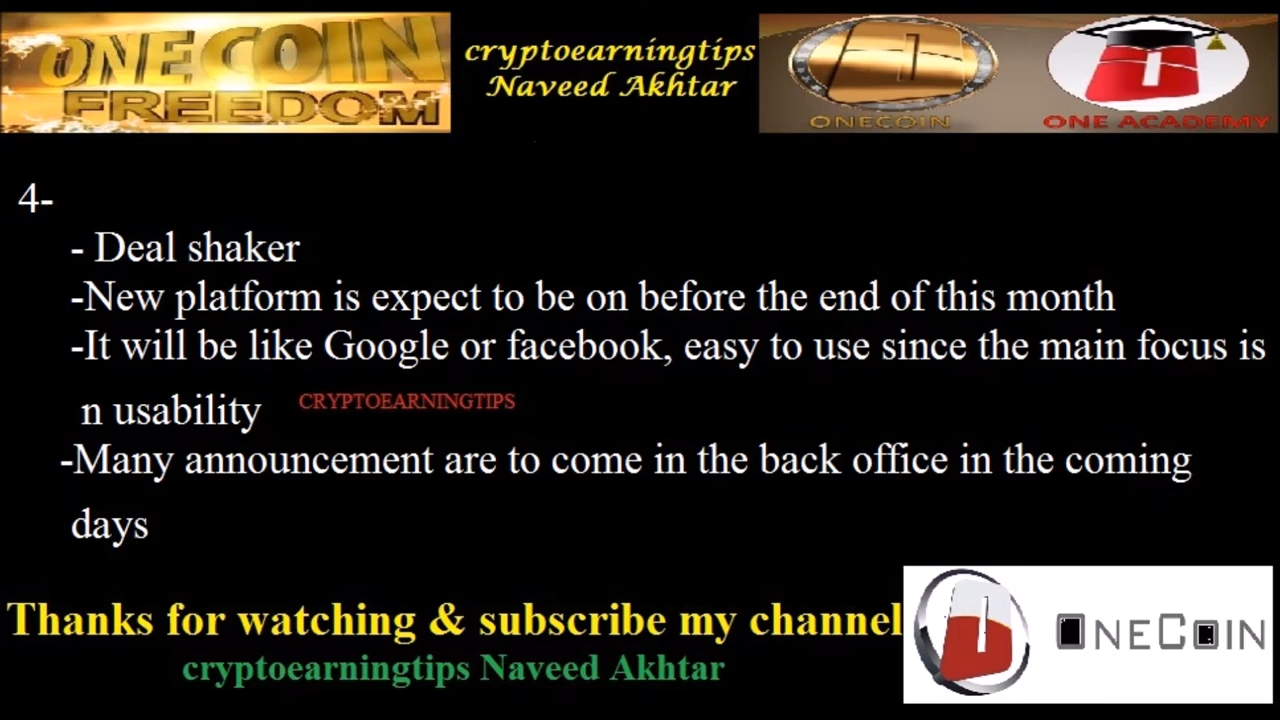 ONECOIN
FREEDOM
cryptoearningtips
Naveed Akhtar
ONECOIN
ONE ACADEMY
4-
- Deal shaker
-New platform is expect to be on before the end of this month
-It will be like Google or facebook, easy to use since the main focus is
n usability
CRYPTOEARNINGTIPS
-Many announcement are to come in the back office in the coming
days
Thanks for watching & subscribe my channel
cryptoearningtips Naveed Akhtar
ONECOIN